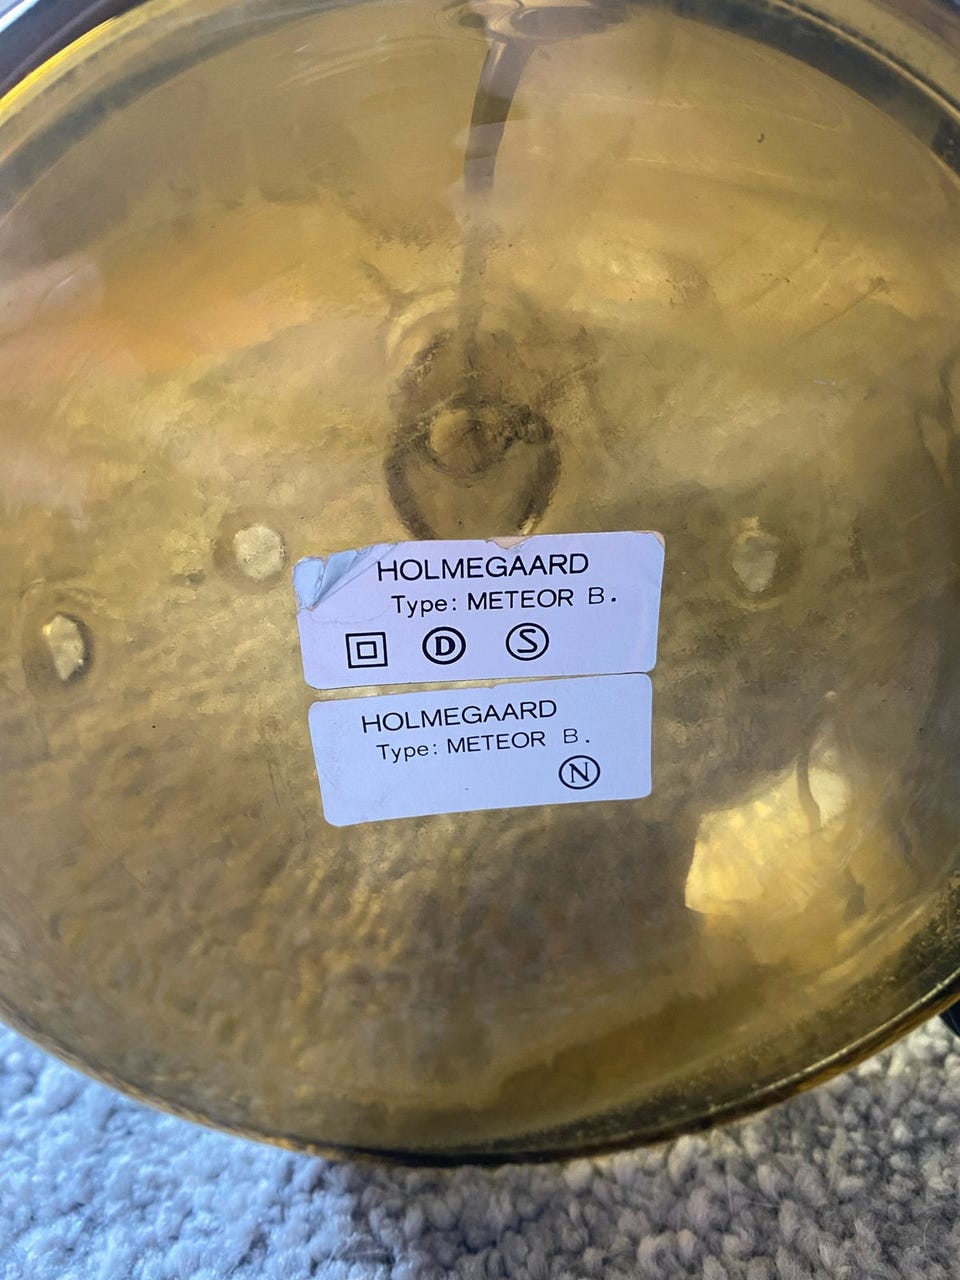 HOLMEGAARD
Type: METEOR B.
D S
HOLMEGAARD
Type: METEOR B.
N